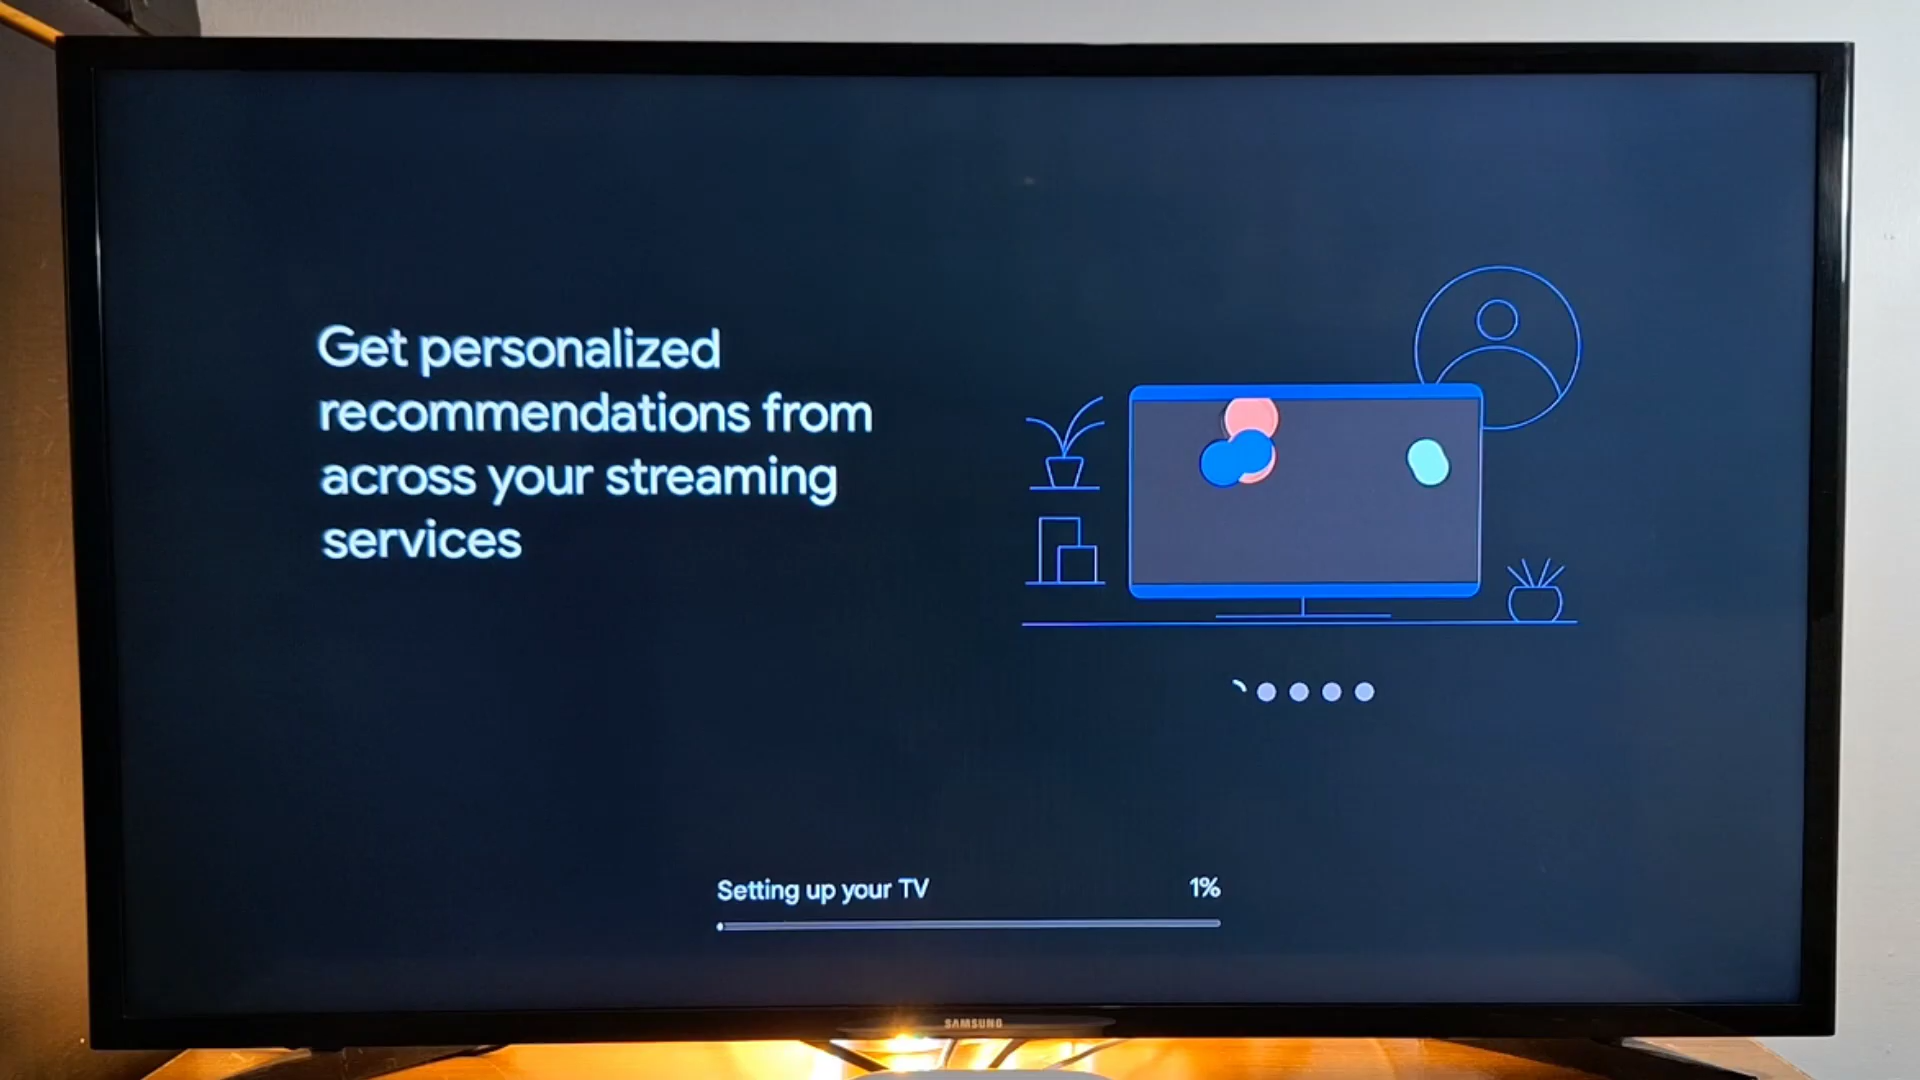 Get personalized
recommendations from
across your streaming
services
Setting up your TV 1%
SAMSUNG